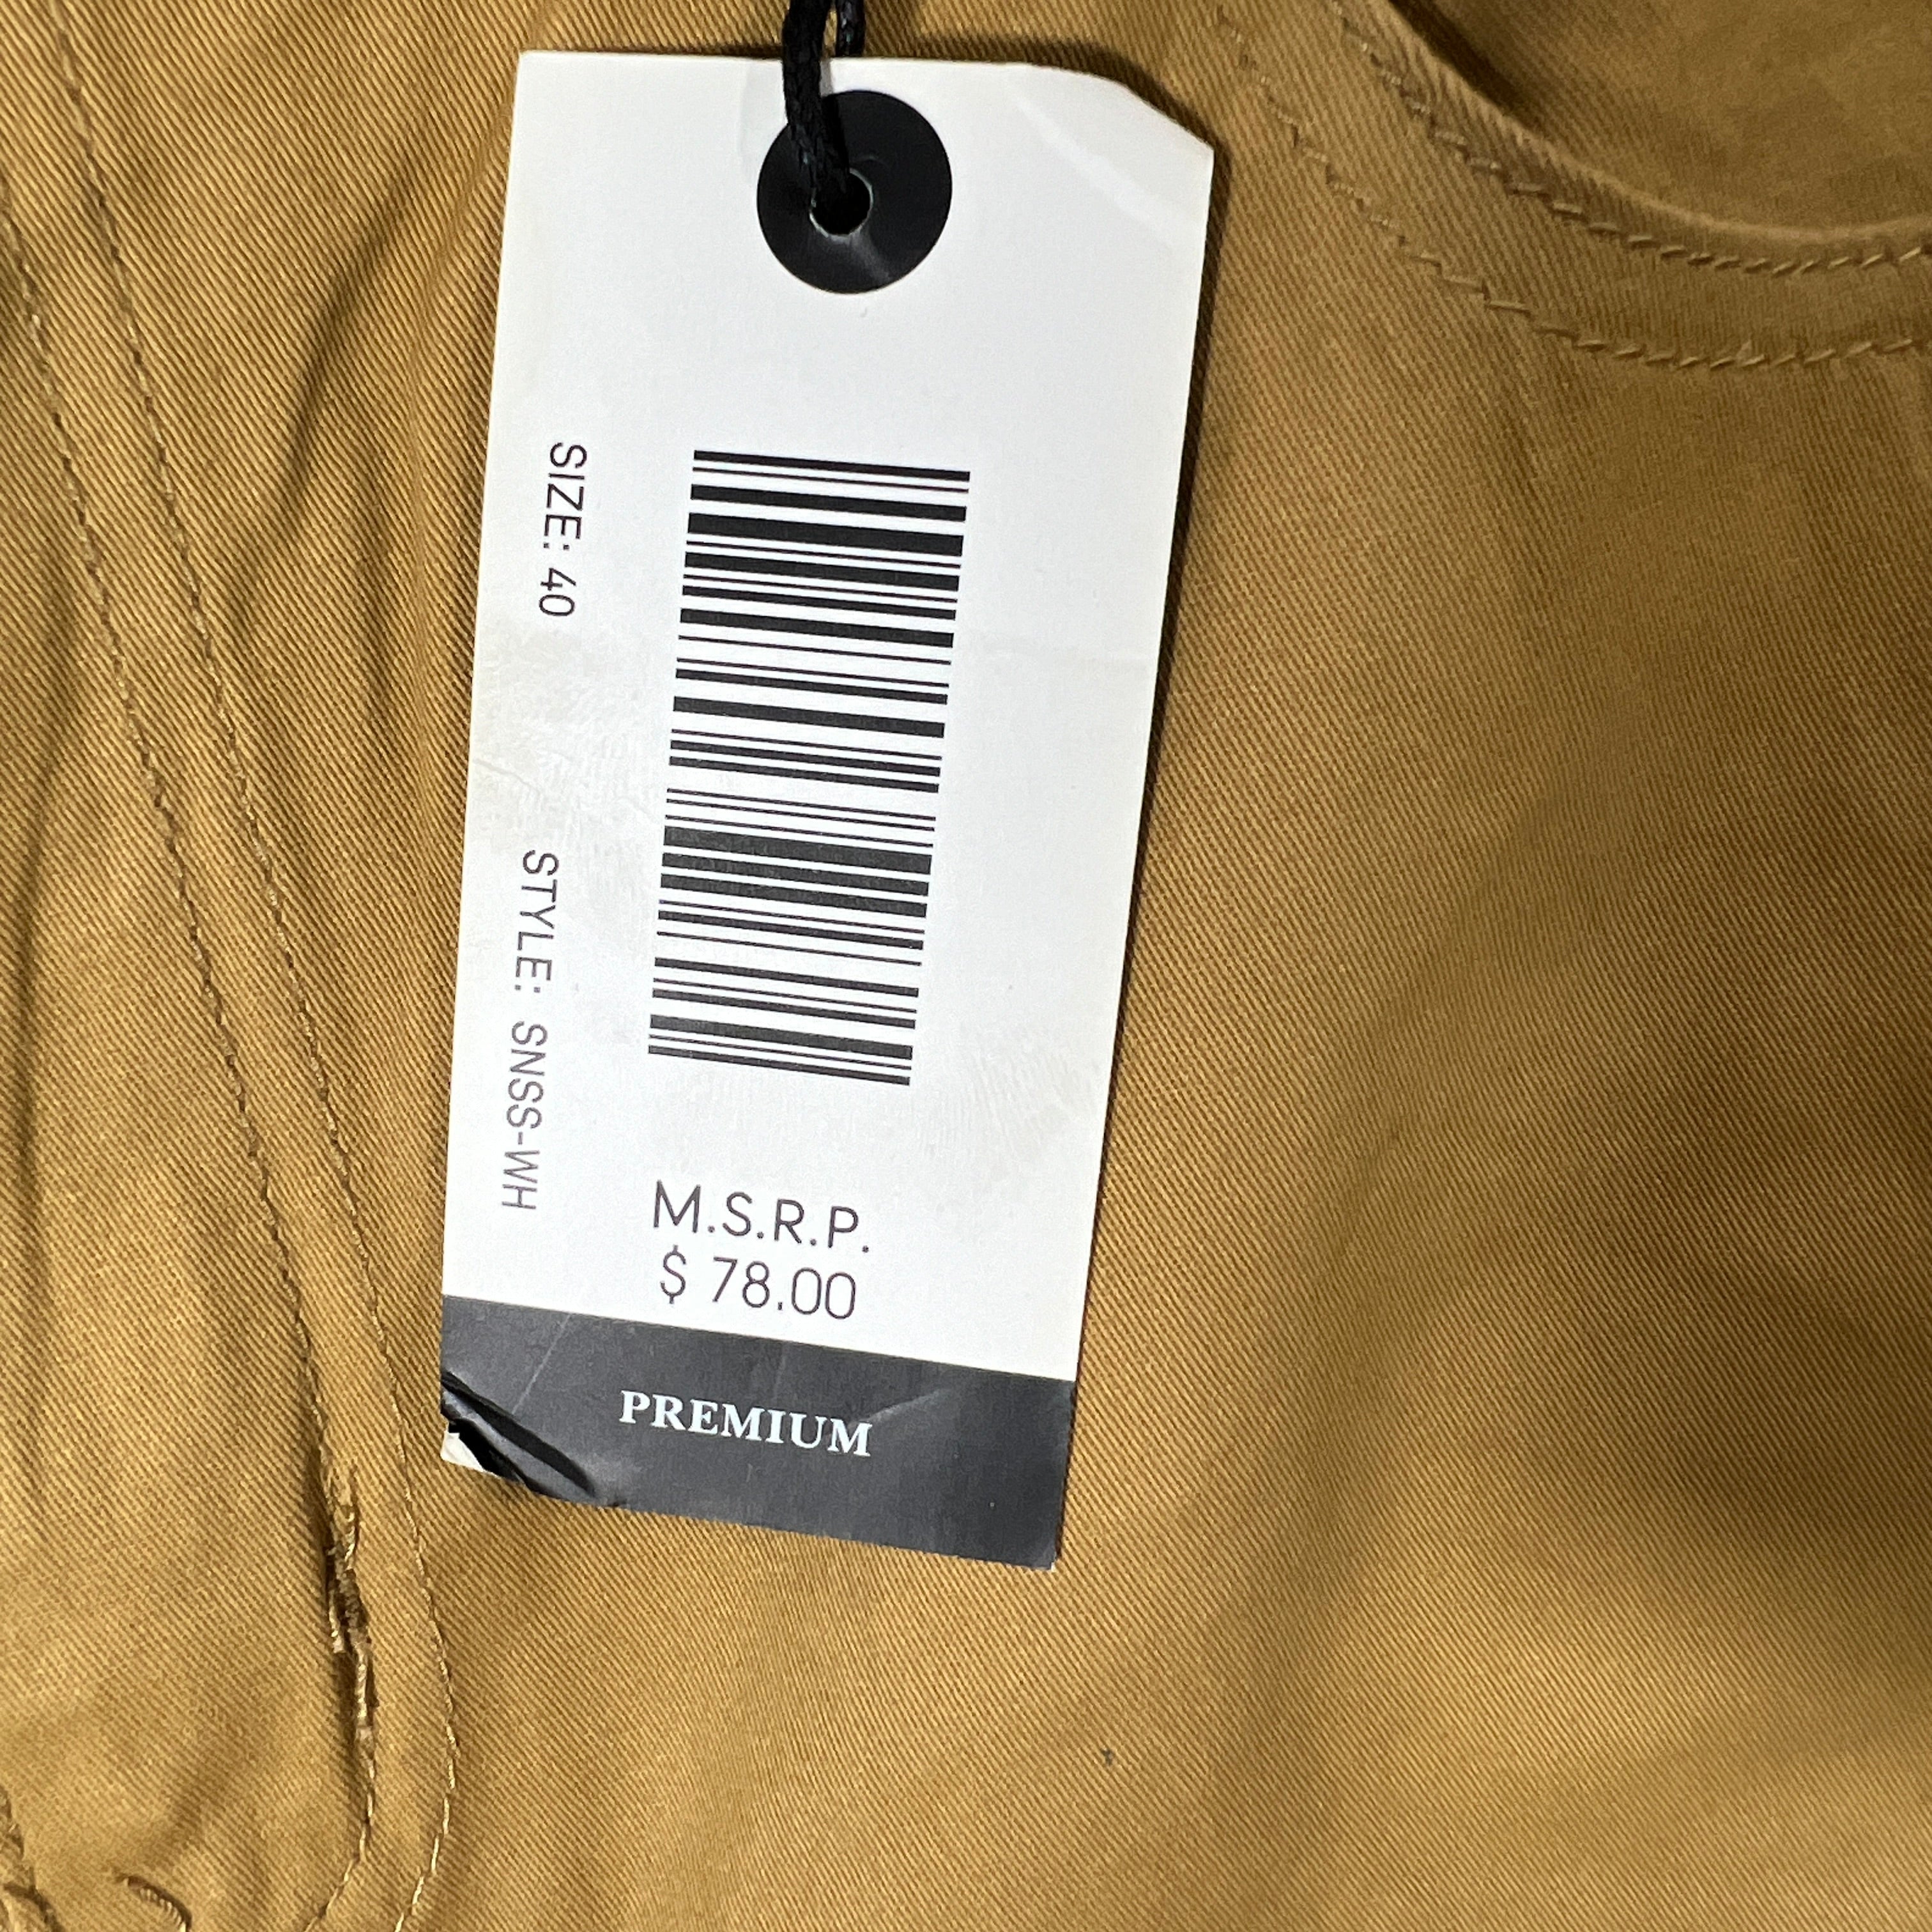 SIZE: 40
STYLE: SNSS-WH
M.S.R.P.
$ 78.00
PREMIUM